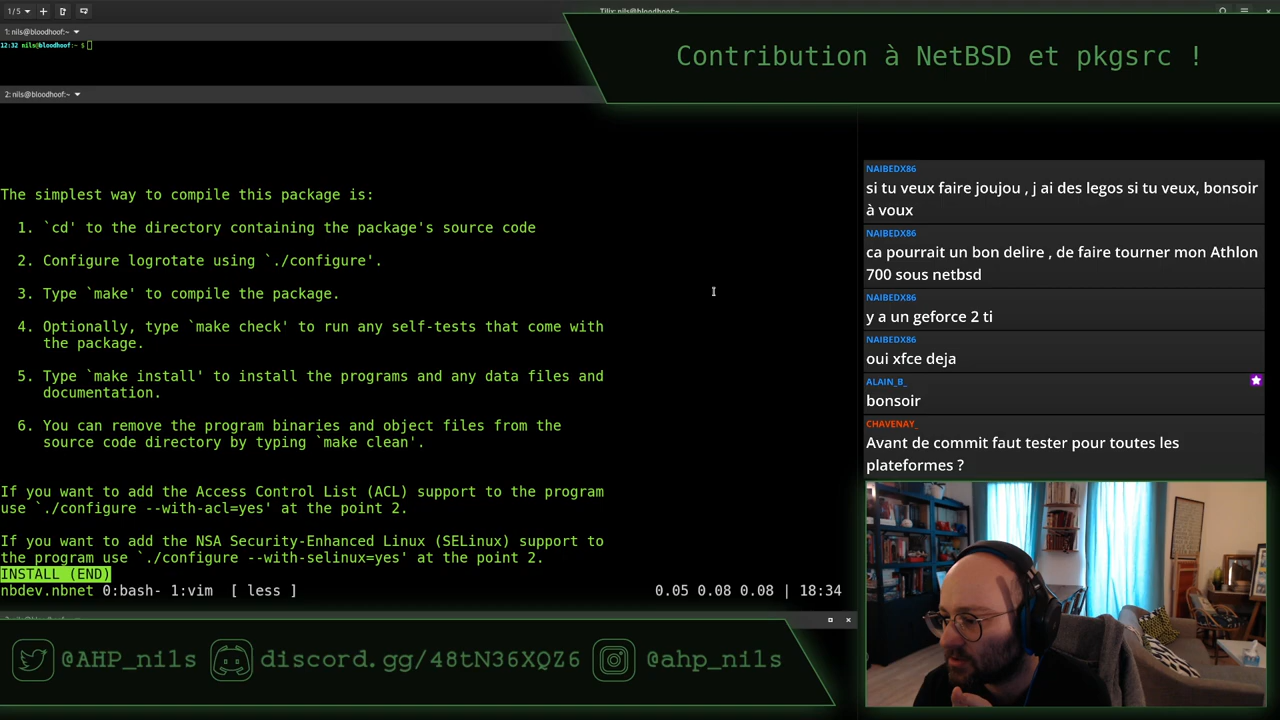 1/5
Tilix: nils@bloodhoof:~
1: nils@bloodhoof:~
12:32 nils@bloodhoof:~ $
Contribution à NetBSD et pkgsrc !
2: nils@bloodhoof:~
The simplest way to compile this package is:
1. `cd' to the directory containing the package's source code
2. Configure logrotate using `./configure'.
3. Type `make' to compile the package.
4. Optionally, type `make check' to run any self-tests that come with
the package.
5. Type `make install' to install the programs and any data files and
documentation.
6. You can remove the program binaries and object files from the
source code directory by typing `make clean'.
If you want to add the Access Control List (ACL) support to the program
use `./configure --with-acl=yes' at the point 2.
If you want to add the NSA Security-Enhanced Linux (SELinux) support to
the program use `./configure --with-selinux=yes' at the point 2.
INSTALL (END)
nbdev.nbnet 0:bash- 1:vim [ less ] 0.05 0.08 0.08 | 18:34
NAIBEDX86
si tu veux faire joujou , j ai des legos si tu veux, bonsoir
à voux
NAIBEDX86
ca pourrait un bon delire , de faire tourner mon Athlon
700 sous netbsd
NAIBEDX86
y a un geforce 2 ti
NAIBEDX86
oui xfce deja
ALAIN_B_
bonsoir
CHAVENAY_
Avant de commit faut tester pour toutes les
plateformes ?
@AHP_nils discord.gg/48tN36XQZ6 @ahp_nils